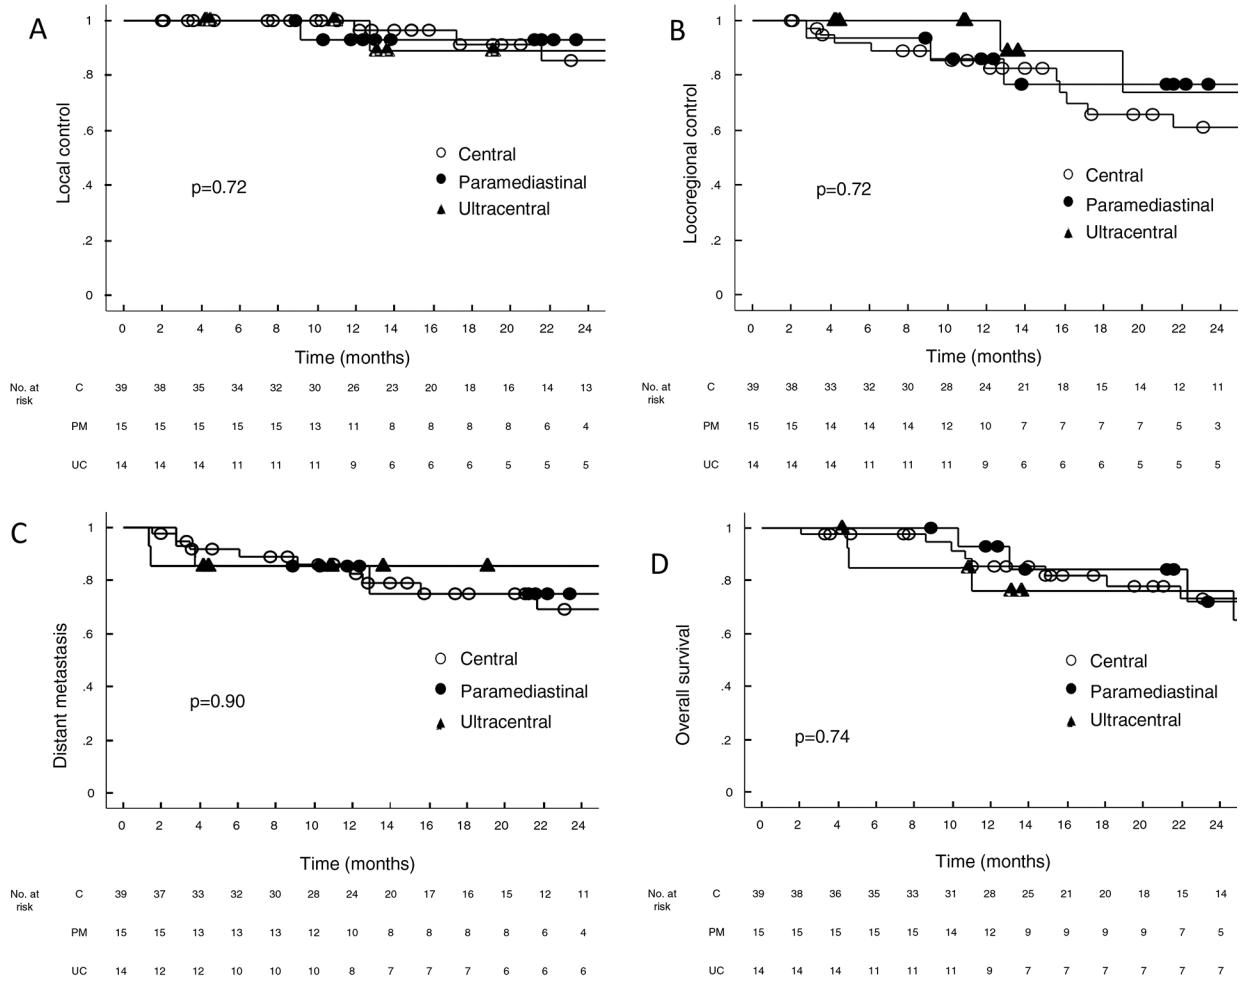 A
1
.8
.6
.4
.2
0
Local control
p=0.72
Central
Paramediastinal
Ultracentral
0 2 4 6 8 10 12 14 16 18 20 22 24
Time (months)
No. at
risk
C 39 38 35 34 32 30 26 23 20 18 16 14 13
PM 15 15 15 15 15 13 11 8 8 8 8 6 4
UC 14 14 14 11 11 11 9 6 6 6 5 5 5
B
1
.8
.6
.4
.2
0
Locoregional control
p=0.72
Central
Paramediastinal
Ultracentral
0 2 4 6 8 10 12 14 16 18 20 22 24
Time (months)
No. at
risk
C 39 38 33 32 30 28 24 21 18 15 14 12 11
PM 15 15 14 14 14 12 10 7 7 7 7 5 3
UC 14 14 14 11 11 11 9 6 6 6 5 5 5
C
1
.8
.6
.4
.2
0
Distant metastasis
p=0.90
Central
Paramediastinal
Ultracentral
0 2 4 6 8 10 12 14 16 18 20 22 24
Time (months)
No. at
risk
C 39 37 33 32 30 28 24 20 17 16 15 12 11
PM 15 15 13 13 13 12 10 8 8 8 8 6 4
UC 14 12 12 10 10 10 8 7 7 7 6 6 6
D
1
.8
.6
.4
.2
0
Overall survival
p=0.74
Central
Paramediastinal
Ultracentral
0 2 4 6 8 10 12 14 16 18 20 22 24
Time (months)
No. at
risk
C 39 38 36 35 33 31 28 25 21 20 18 15 14
PM 15 15 15 15 15 14 12 9 9 9 9 7 5
UC 14 14 14 11 11 11 9 7 7 7 7 7 7